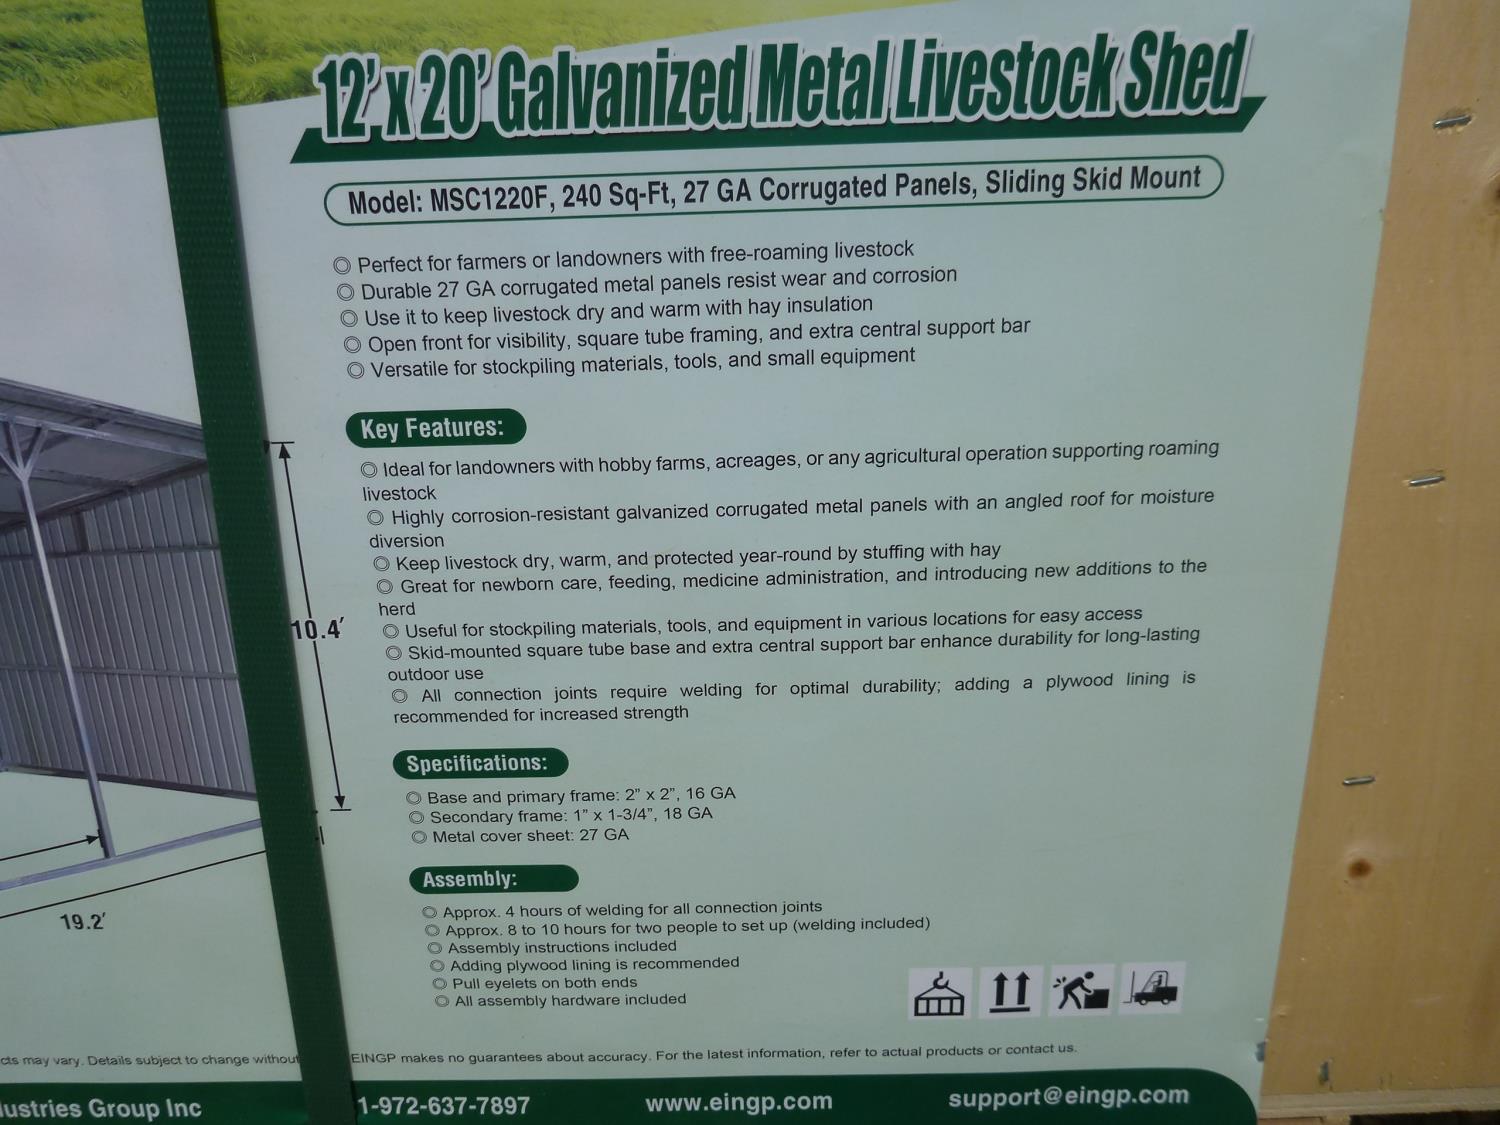 12' x 20' Galvanized Metal Livestock Shed
Model: MSC1220F, 240 Sq-Ft, 27 GA Corrugated Panels, Sliding Skid Mount
◎ Perfect for farmers or landowners with free-roaming livestock
◎ Durable 27 GA corrugated metal panels resist wear and corrosion
◎ Use it to keep livestock dry and warm with hay insulation
◎ Open front for visibility, square tube framing, and extra central support bar
◎ Versatile for stockpiling materials, tools, and small equipment
Key Features:
◎ Ideal for landowners with hobby farms, acreages, or any agricultural operation supporting roaming
livestock
◎ Highly corrosion-resistant galvanized corrugated metal panels with an angled roof for moisture
diversion
◎ Keep livestock dry, warm, and protected year-round by stuffing with hay
◎ Great for newborn care, feeding, medicine administration, and introducing new additions to the
herd
◎ Useful for stockpiling materials, tools, and equipment in various locations for easy access
◎ Skid-mounted square tube base and extra central support bar enhance durability for long-lasting
outdoor use
◎ All connection joints require welding for optimal durability; adding a plywood lining is
recommended for increased strength
10.4'
19.2'
Specifications:
◎ Base and primary frame: 2” x 2”, 16 GA
◎ Secondary frame: 1” x 1-3/4”, 18 GA
◎ Metal cover sheet: 27 GA
Assembly:
◎ Approx. 4 hours of welding for all connection joints
◎ Approx. 8 to 10 hours for two people to set up (welding included)
◎ Assembly instructions included
◎ Adding plywood lining is recommended
◎ Pull eyelets on both ends
◎ All assembly hardware included
cts may vary. Details subject to change without EINGP makes no guarantees about accuracy. For the latest information, refer to actual products or contact us.
dustries Group Inc 1-972-637-7897 www.eingp.com support@eingp.com